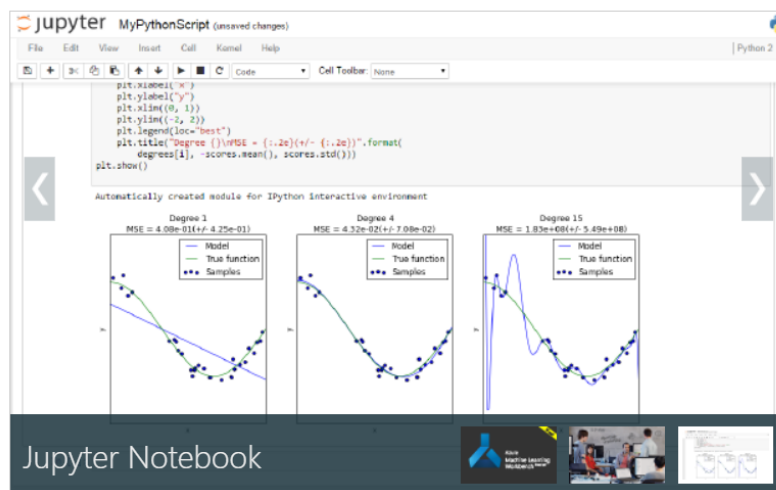 jupyter MyPythonScript (unsaved changes)
File Edit View Insert Cell Kernel Help Python 2
Code Cell Toolbar: None
plt.xlabel("x")
plt.ylabel("y")
plt.xlim((0, 1))
plt.ylim((-2, 2))
plt.legend(loc="best")
plt.title("Degree {}\nMSE = {:.2e}(+/- {:.2e})".format(
degrees[i], -scores.mean(), scores.std()))
plt.show()
Automatically created module for IPython interactive environment
Degree 1
MSE = 4.08e-01(+/- 4.25e-01)
Model
True function
Samples
y
Degree 4
MSE = 4.32e-02(+/- 7.08e-02)
Model
True function
Samples
y
Degree 15
MSE = 1.83e+08(+/- 5.49e+08)
Model
True function
Samples
y
Jupyter Notebook
Azure
Machine Learning
Workbench